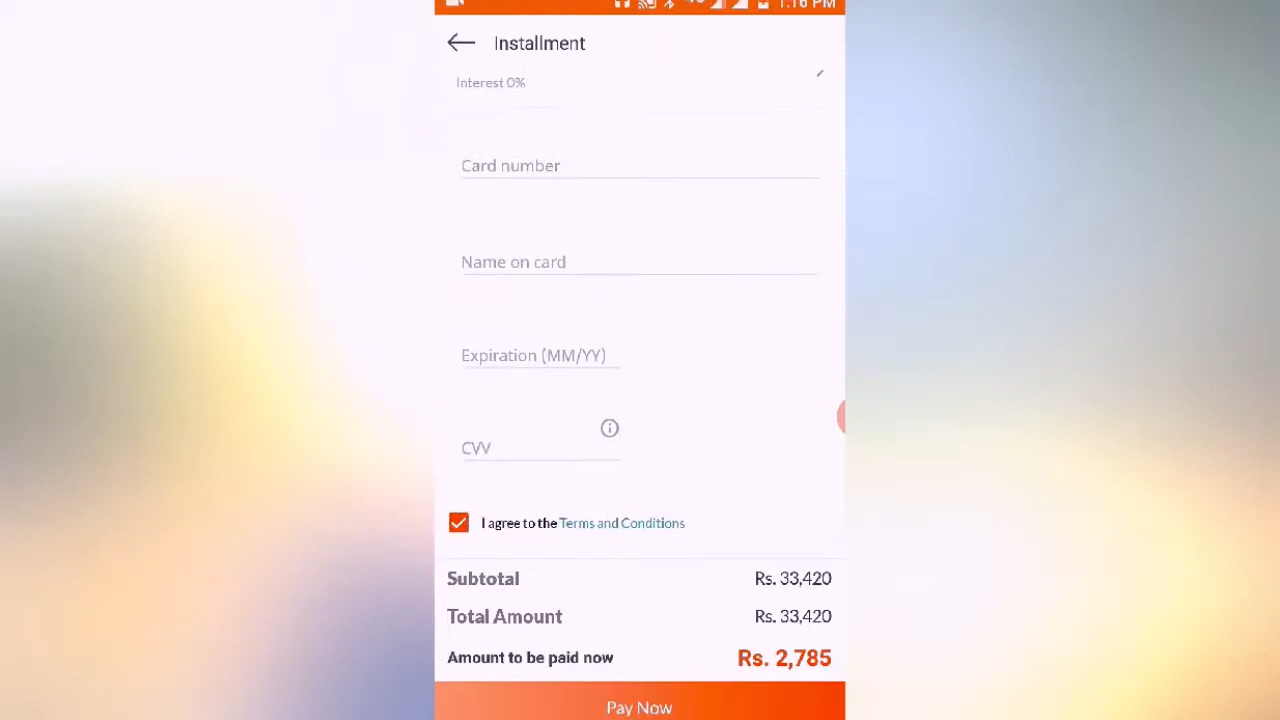 1:16 PM
Installment
Interest 0%
Card number
Name on card
Expiration (MM/YY)
CVV
I agree to the Terms and Conditions
Subtotal Rs. 33,420
Total Amount Rs. 33,420
Amount to be paid now Rs. 2,785
Pay Now